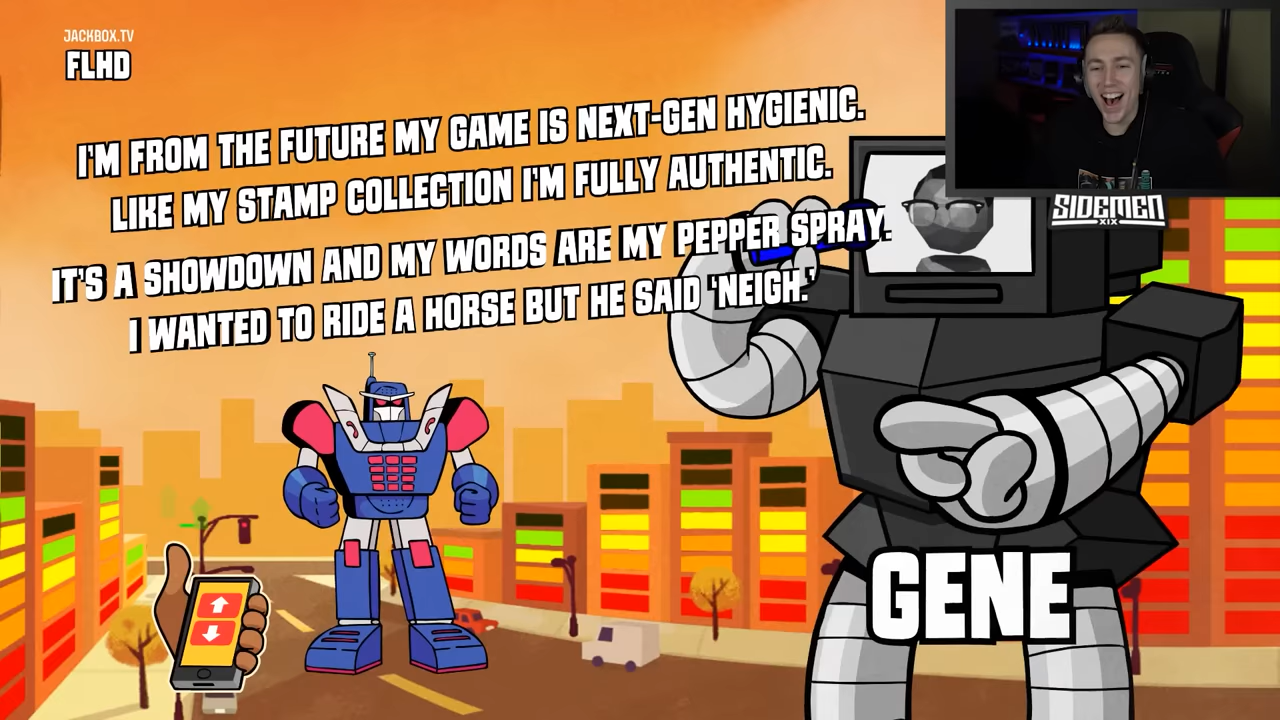 JACKBOX.TV
FLHD
I'M FROM THE FUTURE MY GAME IS NEXT-GEN HYGIENIC.
LIKE MY STAMP COLLECTION I'M FULLY AUTHENTIC.
IT'S A SHOWDOWN AND MY WORDS ARE MY PEPPER SPRAY.
I WANTED TO RIDE A HORSE BUT HE SAID 'NEIGH.'
SIDEMEN
XIX
GENE